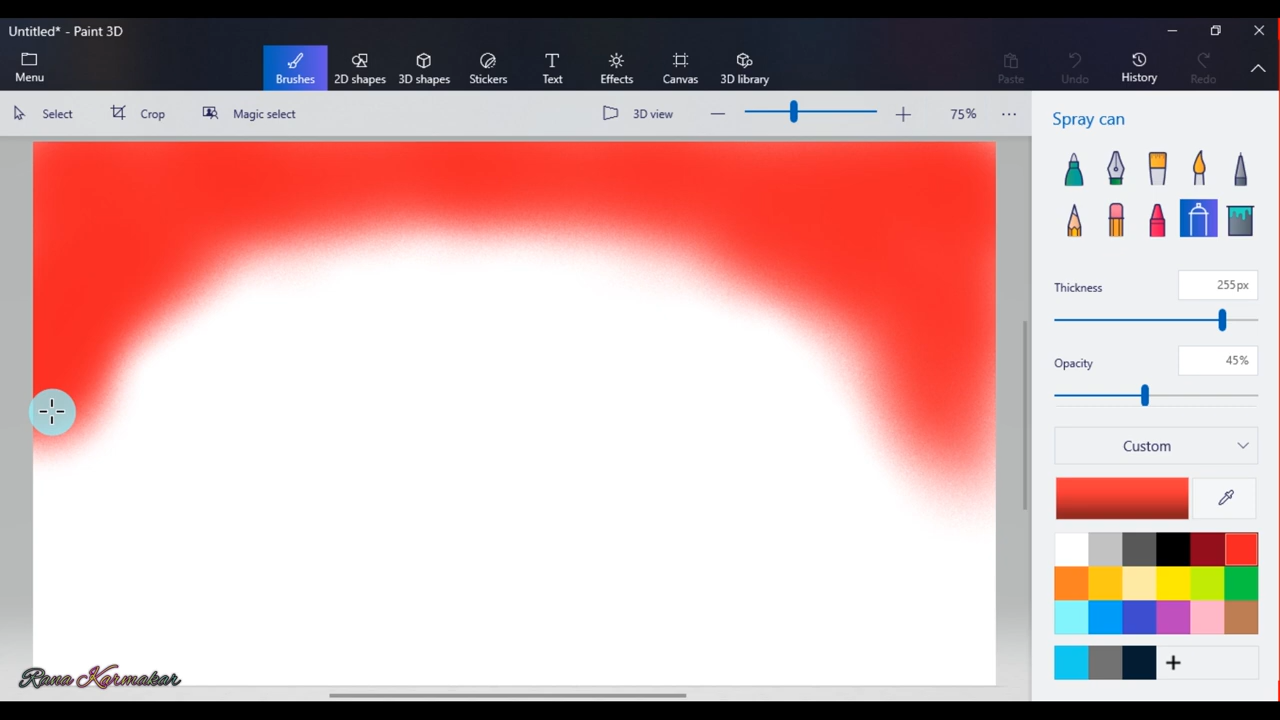 Untitled* - Paint 3D
Menu
Brushes
2D shapes
3D shapes
Stickers
Text
Effects
Canvas
3D library
Paste
Undo
History
Redo
Select
Crop
Magic select
3D view
75%
Spray can
Thickness
255px
Opacity
45%
Custom
Rana Karmakar